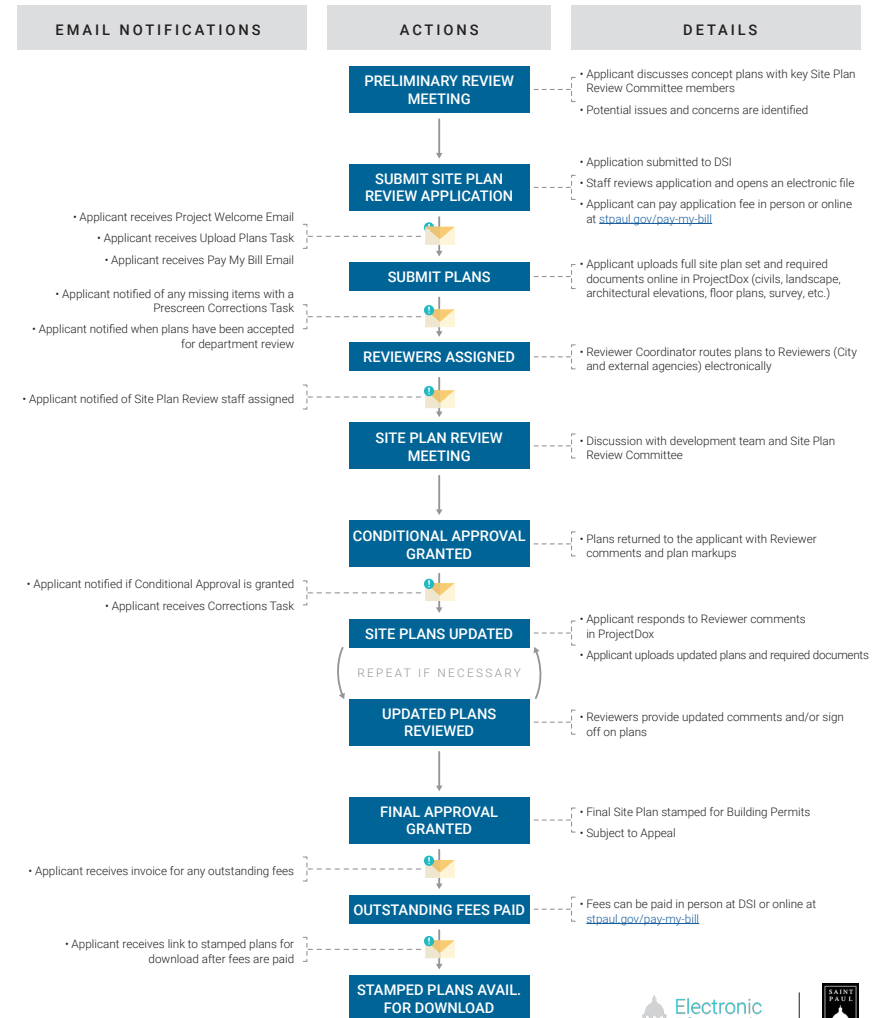 EMAIL NOTIFICATIONS
ACTIONS
DETAILS
PRELIMINARY REVIEW
MEETING
• Applicant discusses concept plans with key Site Plan
Review Committee members
• Potential issues and concerns are identified
SUBMIT SITE PLAN
REVIEW APPLICATION
• Application submitted to DSI
• Staff reviews application and opens an electronic file
• Applicant can pay application fee in person or online
at stpaul.gov/pay-my-bill
• Applicant receives Project Welcome Email
• Applicant receives Upload Plans Task
• Applicant receives Pay My Bill Email
SUBMIT PLANS
• Applicant uploads full site plan set and required
documents online in ProjectDox (civils, landscape,
architectural elevations, floor plans, survey, etc.)
• Applicant notified of any missing items with a
Prescreen Corrections Task
• Applicant notified when plans have been accepted
for department review
REVIEWERS ASSIGNED
• Reviewer Coordinator routes plans to Reviewers (City
and external agencies) electronically
• Applicant notified of Site Plan Review staff assigned
SITE PLAN REVIEW
MEETING
• Discussion with development team and Site Plan
Review Committee
CONDITIONAL APPROVAL
GRANTED
• Plans returned to the applicant with Reviewer
comments and plan markups
• Applicant notified if Conditional Approval is granted
• Applicant receives Corrections Task
SITE PLANS UPDATED
• Applicant responds to Reviewer comments
in ProjectDox
• Applicant uploads updated plans and required documents
REPEAT IF NECESSARY
UPDATED PLANS
REVIEWED
• Reviewers provide updated comments and/or sign
off on plans
FINAL APPROVAL
GRANTED
• Final Site Plan stamped for Building Permits
• Subject to Appeal
• Applicant receives invoice for any outstanding fees
OUTSTANDING FEES PAID
• Fees can be paid in person at DSI or online at
stpaul.gov/pay-my-bill
• Applicant receives link to stamped plans for
download after fees are paid
STAMPED PLANS AVAIL.
FOR DOWNLOAD
Electronic
SAINT
PAUL